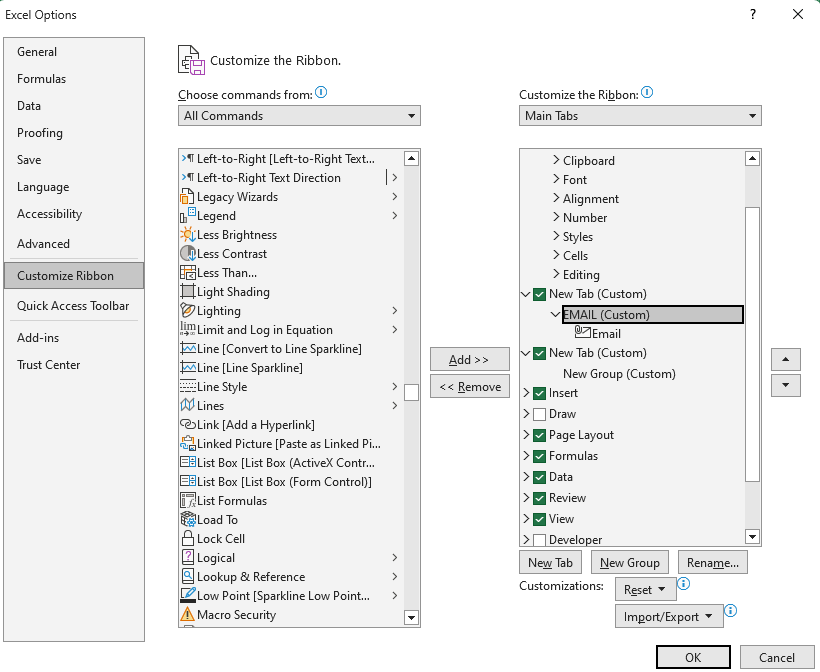 Excel Options
?
General
Formulas
Data
Proofing
Save
Language
Accessibility
Advanced
Customize Ribbon
Quick Access Toolbar
Add-ins
Trust Center
Customize the Ribbon.
Choose commands from:
All Commands
Left-to-Right [Left-to-Right Text...
Left-to-Right Text Direction
Legacy Wizards
Legend
Less Brightness
Less Contrast
Less Than...
Light Shading
Lighting
Limit and Log in Equation
Line [Convert to Line Sparkline]
Line [Line Sparkline]
Line Style
Lines
Link [Add a Hyperlink]
Linked Picture [Paste as Linked Pi...
List Box [List Box (ActiveX Contr...
List Box [List Box (Form Control)]
List Formulas
Load To
Lock Cell
Logical
Lookup & Reference
Low Point [Sparkline Low Point...
Macro Security
Add >>
<< Remove
Customize the Ribbon:
Main Tabs
Clipboard
Font
Alignment
Number
Styles
Cells
Editing
New Tab (Custom)
EMAIL (Custom)
Email
New Tab (Custom)
New Group (Custom)
Insert
Draw
Page Layout
Formulas
Data
Review
View
Developer
New Tab
New Group
Rename...
Customizations:
Reset
Import/Export
OK
Cancel